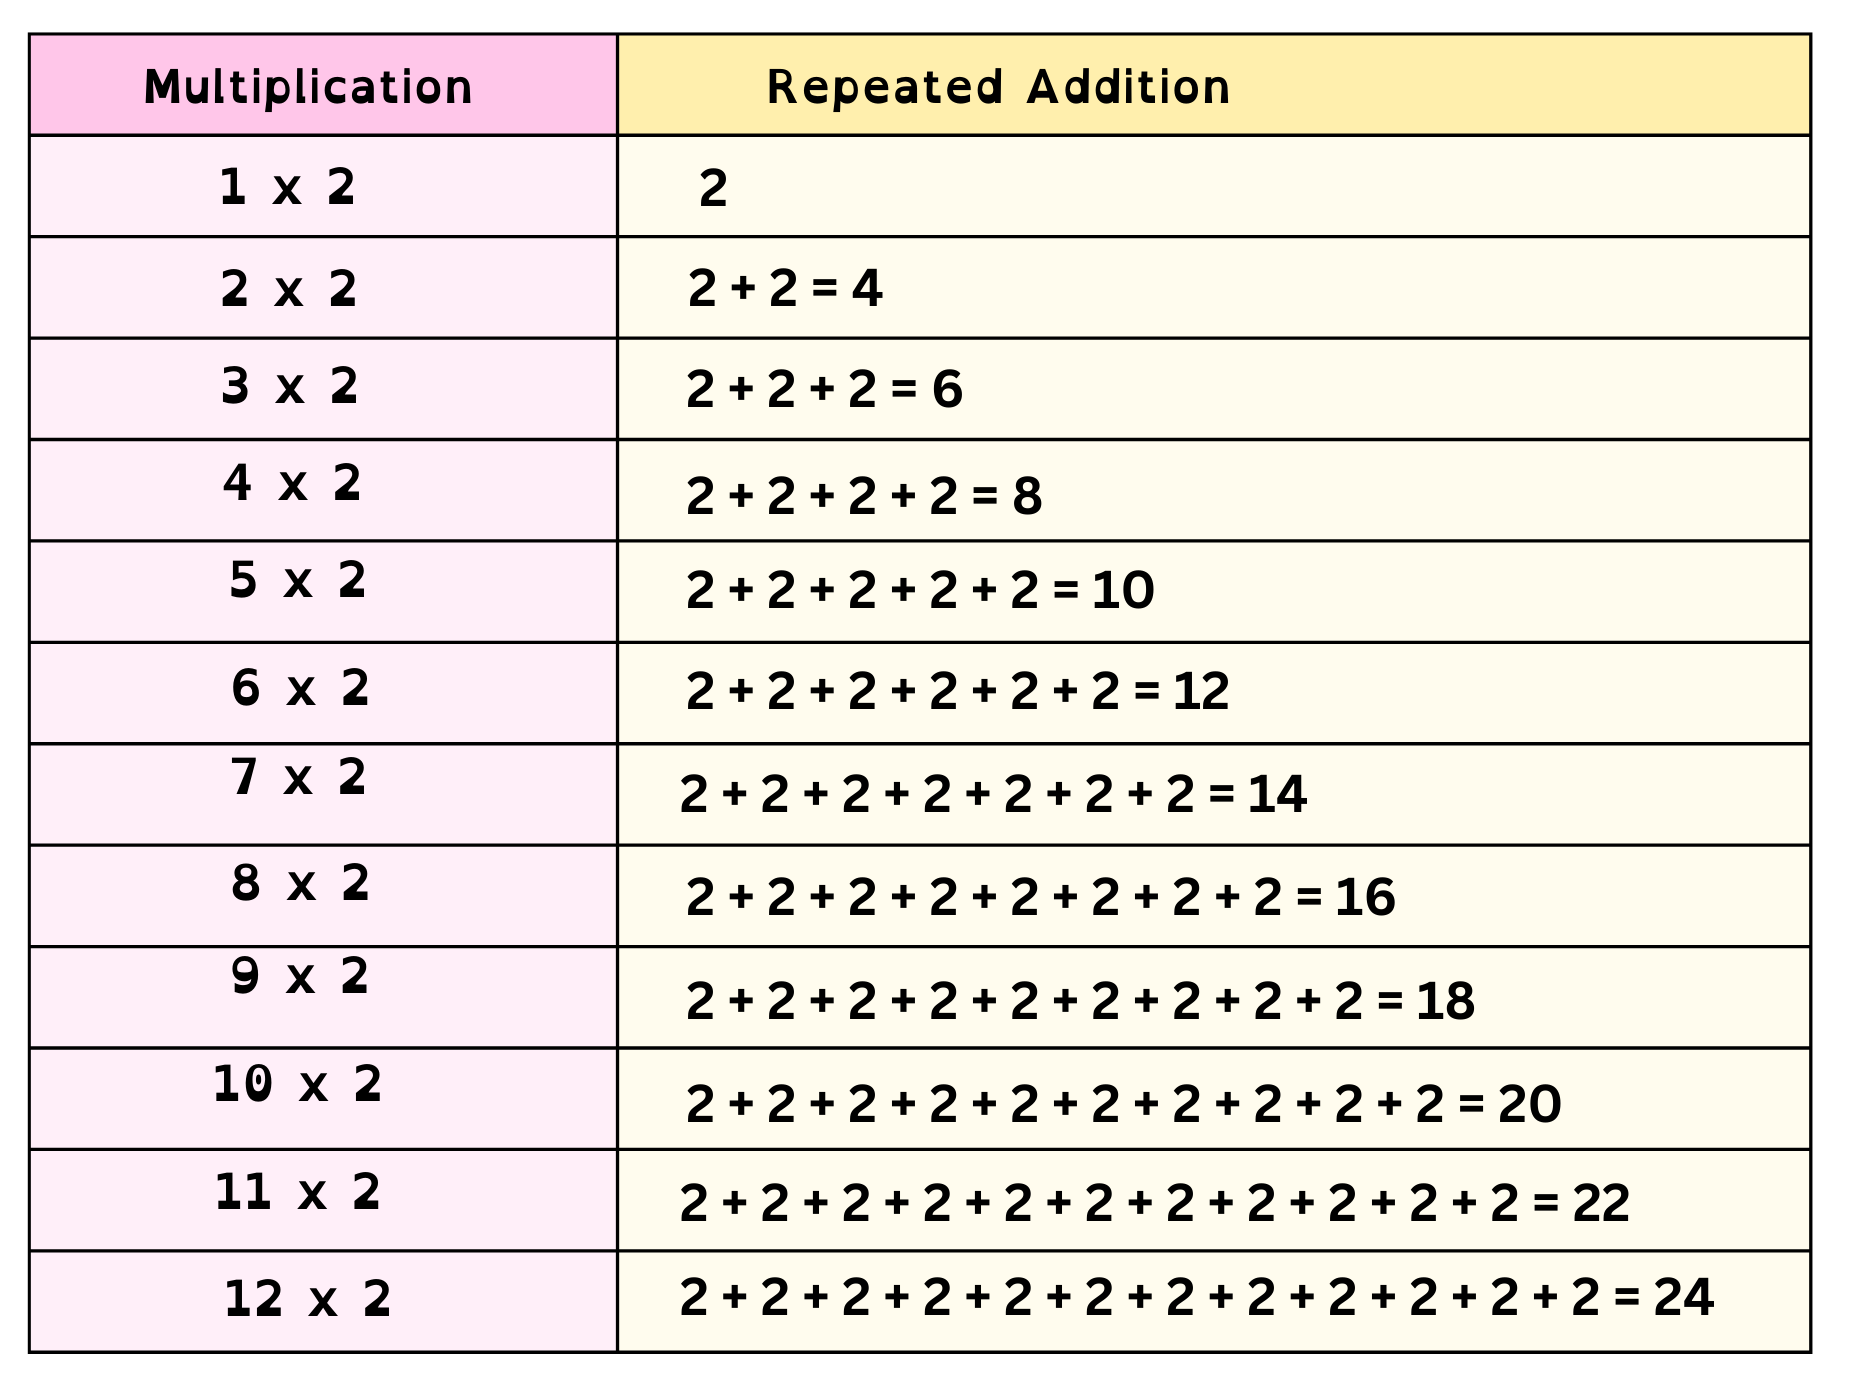 Multiplication Repeated Addition
1 x 2 2
2 x 2 2 + 2 = 4
3 x 2 2 + 2 + 2 = 6
4 x 2 2 + 2 + 2 + 2 = 8
5 x 2 2 + 2 + 2 + 2 + 2 = 10
6 x 2 2 + 2 + 2 + 2 + 2 + 2 = 12
7 x 2 2 + 2 + 2 + 2 + 2 + 2 + 2 = 14
8 x 2 2 + 2 + 2 + 2 + 2 + 2 + 2 + 2 = 16
9 x 2 2 + 2 + 2 + 2 + 2 + 2 + 2 + 2 + 2 = 18
10 x 2 2 + 2 + 2 + 2 + 2 + 2 + 2 + 2 + 2 + 2 = 20
11 x 2 2 + 2 + 2 + 2 + 2 + 2 + 2 + 2 + 2 + 2 + 2 = 22
12 x 2 2 + 2 + 2 + 2 + 2 + 2 + 2 + 2 + 2 + 2 + 2 + 2 = 24